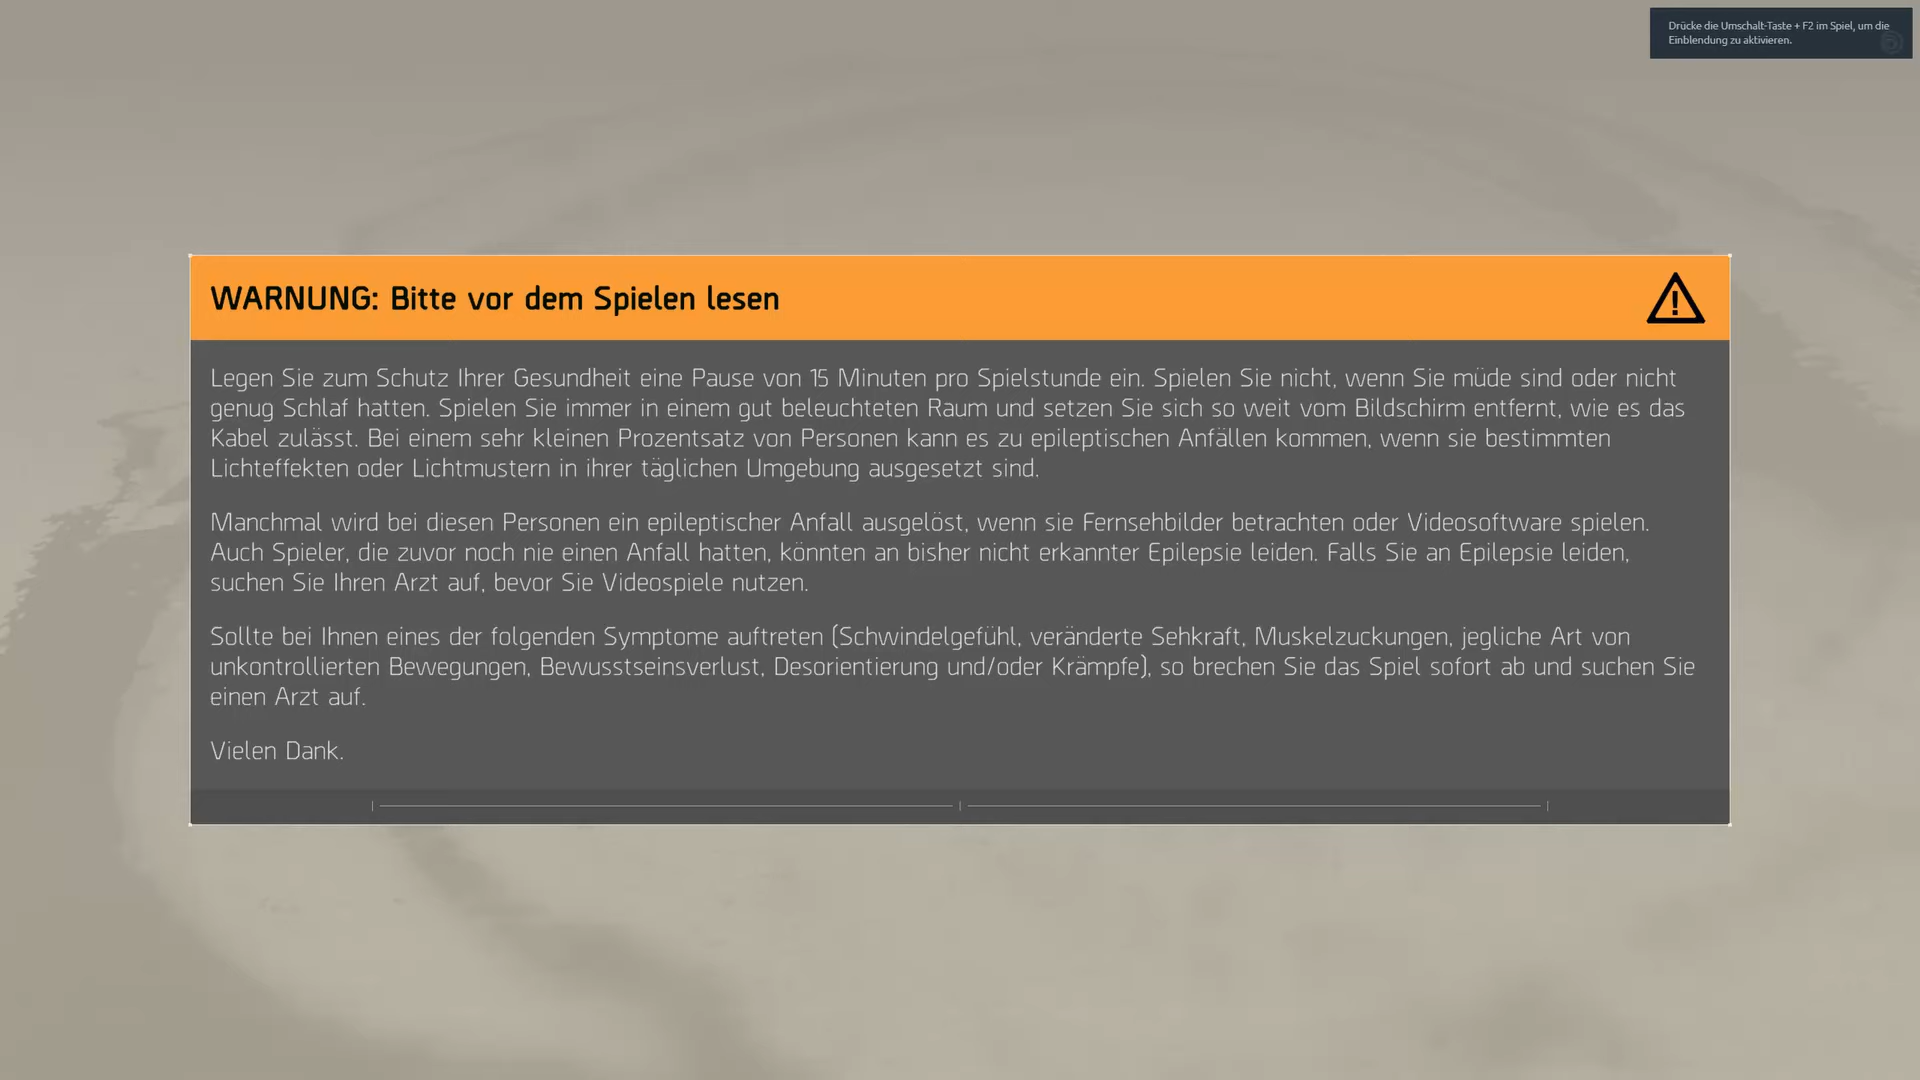 Drücke die Umschalt-Taste + F2 im Spiel, um die
Einblendung zu aktivieren.
WARNUNG: Bitte vor dem Spielen lesen
Legen Sie zum Schutz Ihrer Gesundheit eine Pause von 15 Minuten pro Spielstunde ein. Spielen Sie nicht, wenn Sie müde sind oder nicht
genug Schlaf hatten. Spielen Sie immer in einem gut beleuchteten Raum und setzen Sie sich so weit vom Bildschirm entfernt, wie es das
Kabel zulässt. Bei einem sehr kleinen Prozentsatz von Personen kann es zu epileptischen Anfällen kommen, wenn sie bestimmten
Lichteffekten oder Lichtmustern in ihrer täglichen Umgebung ausgesetzt sind.
Manchmal wird bei diesen Personen ein epileptischer Anfall ausgelöst, wenn sie Fernsehbilder betrachten oder Videosoftware spielen.
Auch Spieler, die zuvor noch nie einen Anfall hatten, könnten an bisher nicht erkannter Epilepsie leiden. Falls Sie an Epilepsie leiden,
suchen Sie Ihren Arzt auf, bevor Sie Videospiele nutzen.
Sollte bei Ihnen eines der folgenden Symptome auftreten (Schwindelgefühl, veränderte Sehkraft, Muskelzuckungen, jegliche Art von
unkontrollierten Bewegungen, Bewusstseinsverlust, Desorientierung und/oder Krämpfe), so brechen Sie das Spiel sofort ab und suchen Sie
einen Arzt auf.
Vielen Dank.